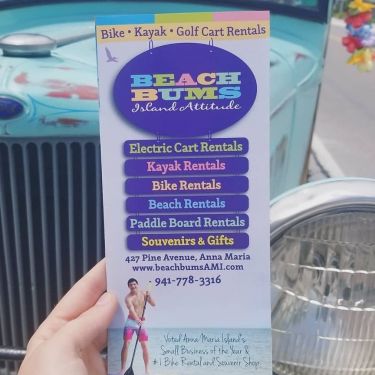 Bike • Kayak • Golf Cart Rentals
BEACH
BUMS
Island Attitude
Electric Cart Rentals
Kayak Rentals
Bike Rentals
Beach Rentals
Paddle Board Rentals
Souvenirs & Gifts
427 Pine Avenue, Anna Maria
www.beachbumsAMI.com
941-778-3316
Voted Anna Maria Island's
Small Business of the Year &
#1 Bike Rental and Souvenir Shop